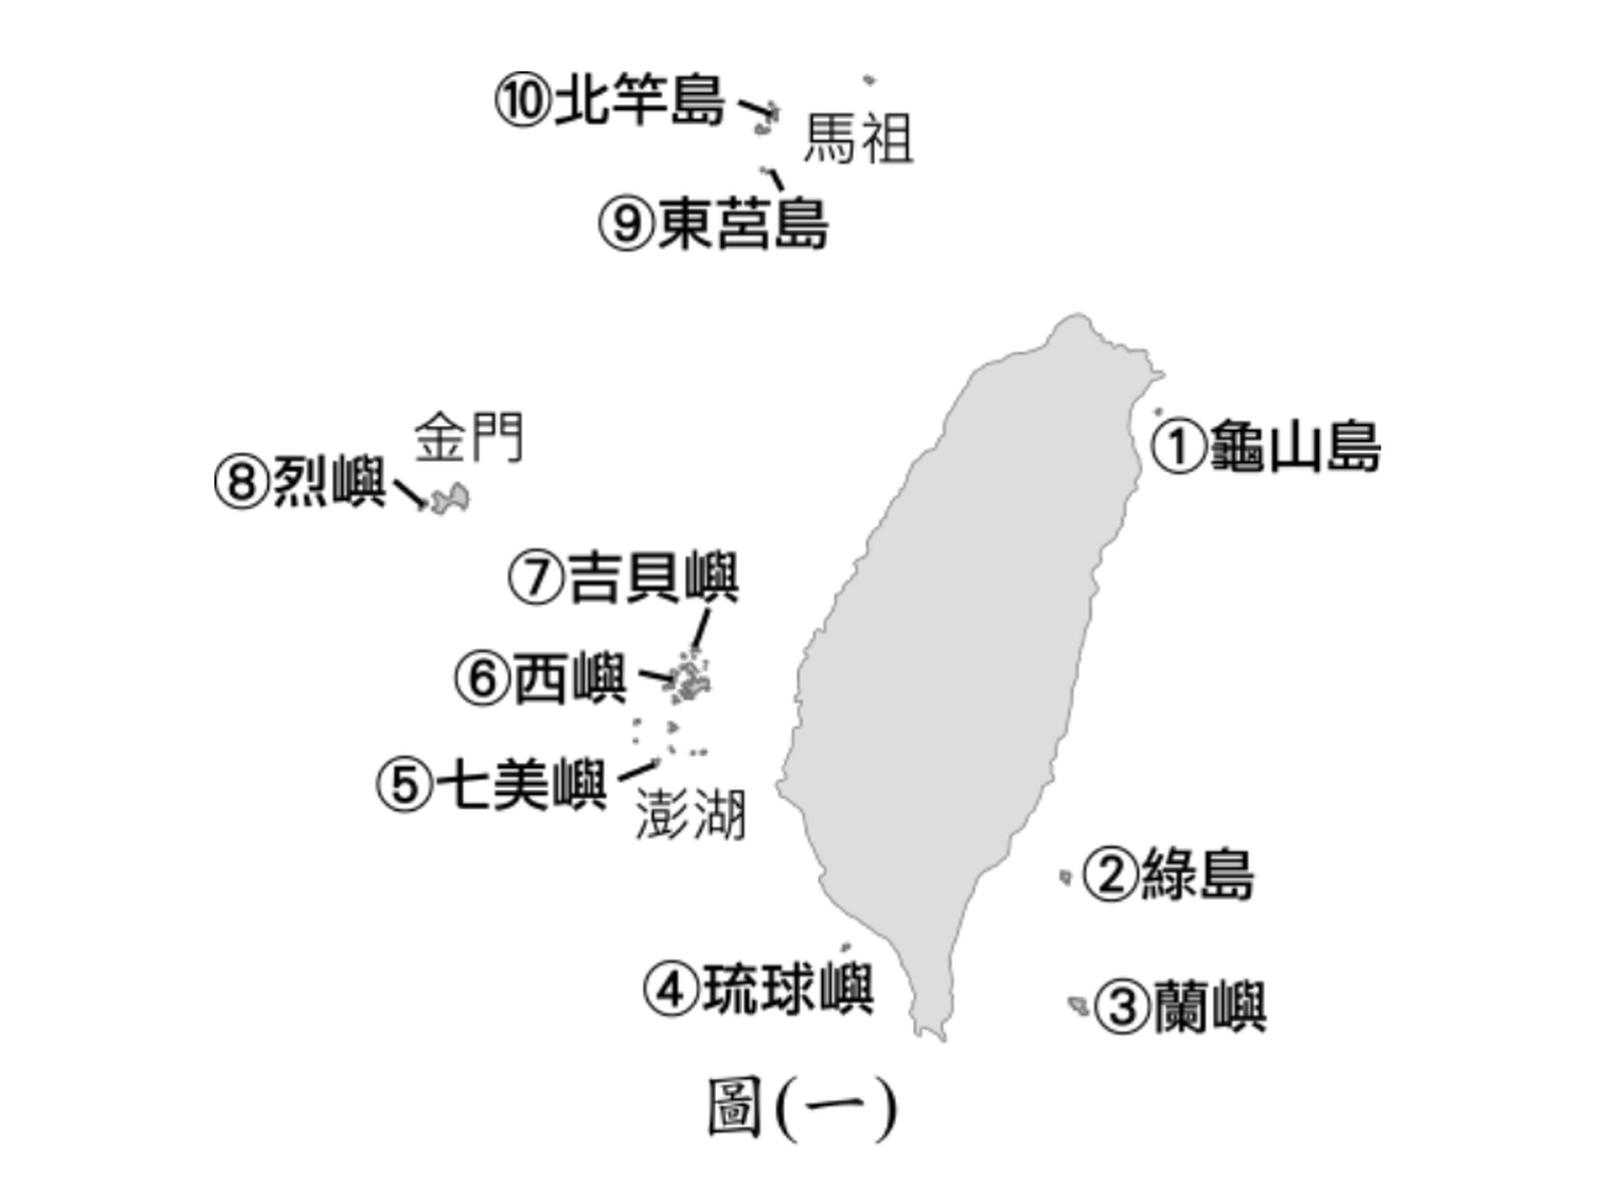 ⑩北竿島
馬祖
⑨東莒島
金門
①龜山島
⑧烈嶼
⑦吉貝嶼
⑥西嶼
⑤七美嶼
澎湖
②綠島
④琉球嶼
③蘭嶼
圖(一)